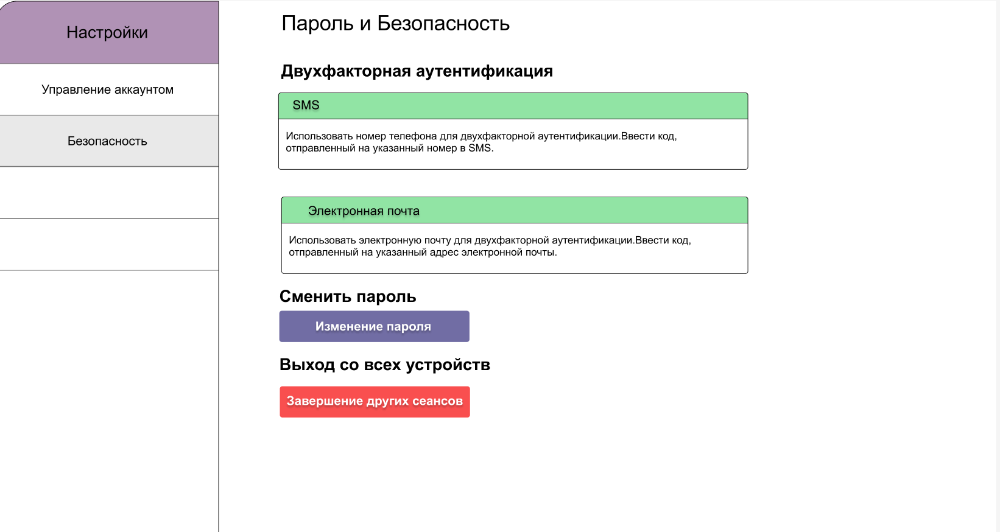 Настройки
Управление аккаунтом
Безопасность
Пароль и Безопасность
Двухфакторная аутентификация
SMS
Использовать номер телефона для двухфакторной аутентификации.Ввести код,
отправленный на указанный номер в SMS.
Электронная почта
Использовать электронную почту для двухфакторной аутентификации.Ввести код,
отправленный на указанный адрес электронной почты.
Сменить пароль
Изменение пароля
Выход со всех устройств
Завершение других сеансов